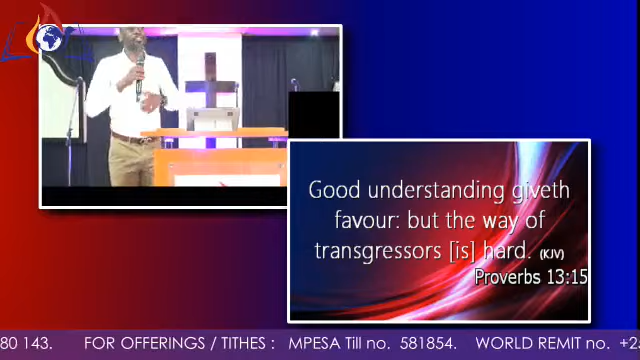 Good understanding giveth
favour: but the way of
transgressors [is] hard. (KJV)
Proverbs 13:15
80 143. FOR OFFERINGS / TITHES : MPESA Till no. 581854. WORLD REMIT no. +2